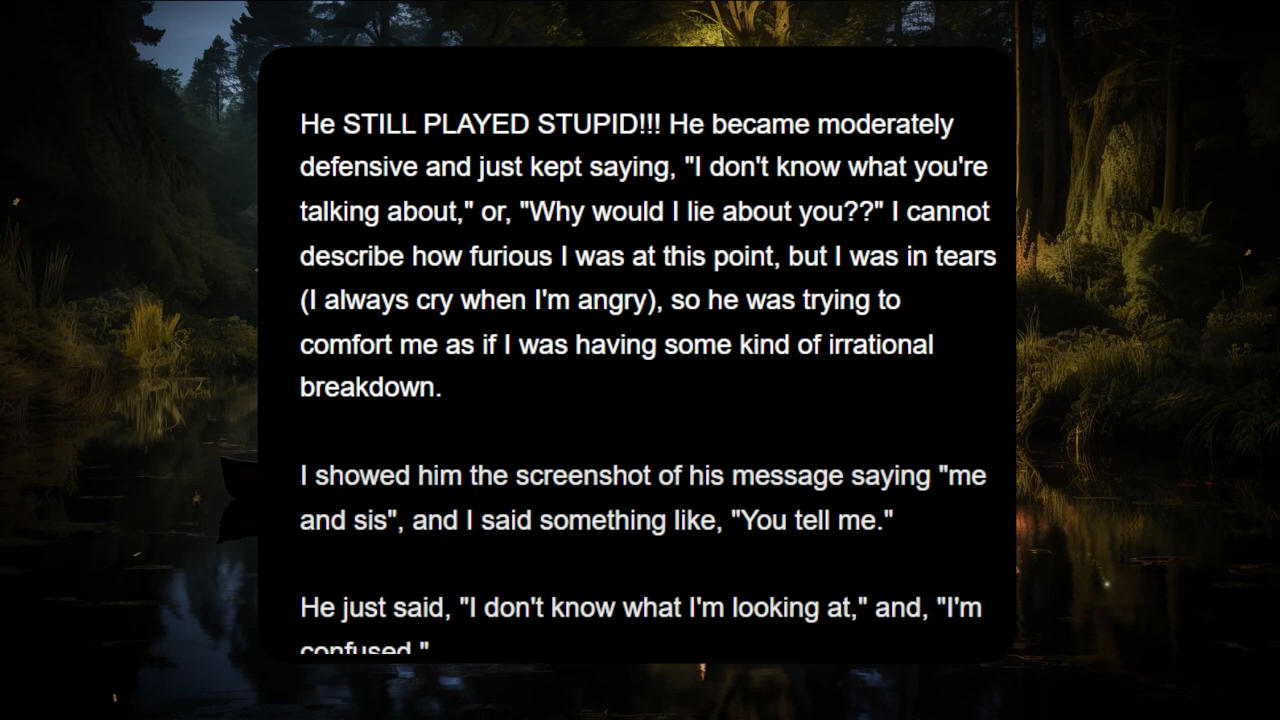 He STILL PLAYED STUPID!!! He became moderately
defensive and just kept saying, "I don't know what you're
talking about," or, "Why would I lie about you??" I cannot
describe how furious I was at this point, but I was in tears
(I always cry when I'm angry), so he was trying to
comfort me as if I was having some kind of irrational
breakdown.
I showed him the screenshot of his message saying "me
and sis", and I said something like, "You tell me."
He just said, "I don't know what I'm looking at," and, "I'm
confused."